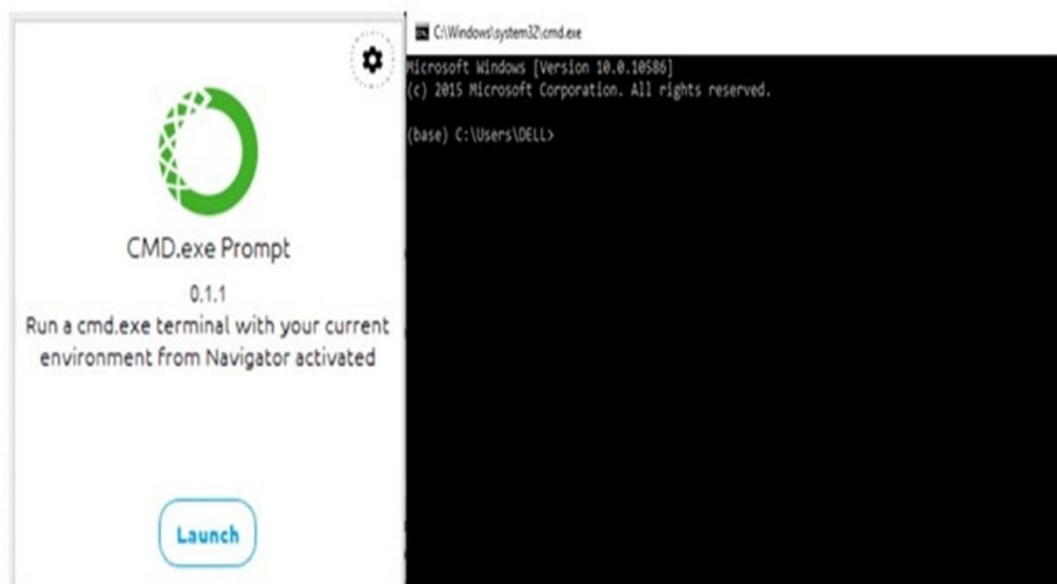 CMD.exe Prompt
0.1.1
Run a cmd.exe terminal with your current
environment from Navigator activated
Launch
C:\Windows\system32\cmd.exe
Microsoft Windows [Version 10.0.10586]
(c) 2015 Microsoft Corporation. All rights reserved.
(base) C:\Users\DELL>